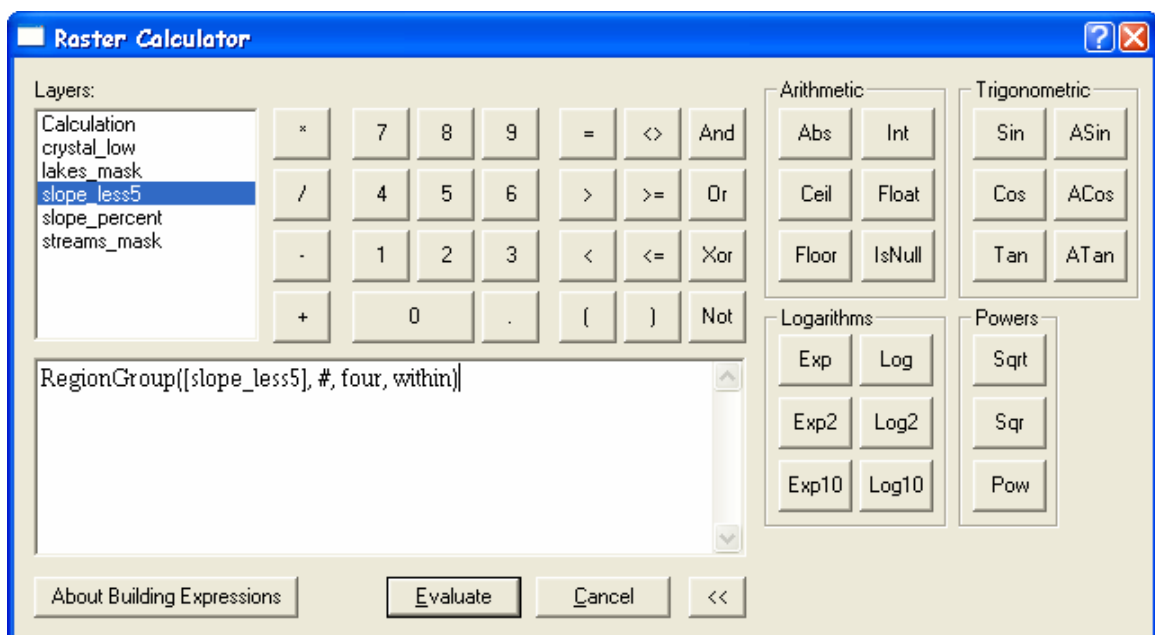 Raster Calculator
Layers:
Calculation
crystal_low
lakes_mask
slope_less5
slope_percent
streams_mask
* 7 8 9 = <> And
/ 4 5 6 > >= Or
- 1 2 3 < <= Xor
+ 0 . ( ) Not
Arithmetic
Abs Int
Ceil Float
Floor IsNull
Trigonometric
Sin ASin
Cos ACos
Tan ATan
Logarithms
Exp Log
Exp2 Log2
Exp10 Log10
Powers
Sqrt
Sqr
Pow
RegionGroup([slope_less5], #, four, within)
About Building Expressions Evaluate Cancel <<